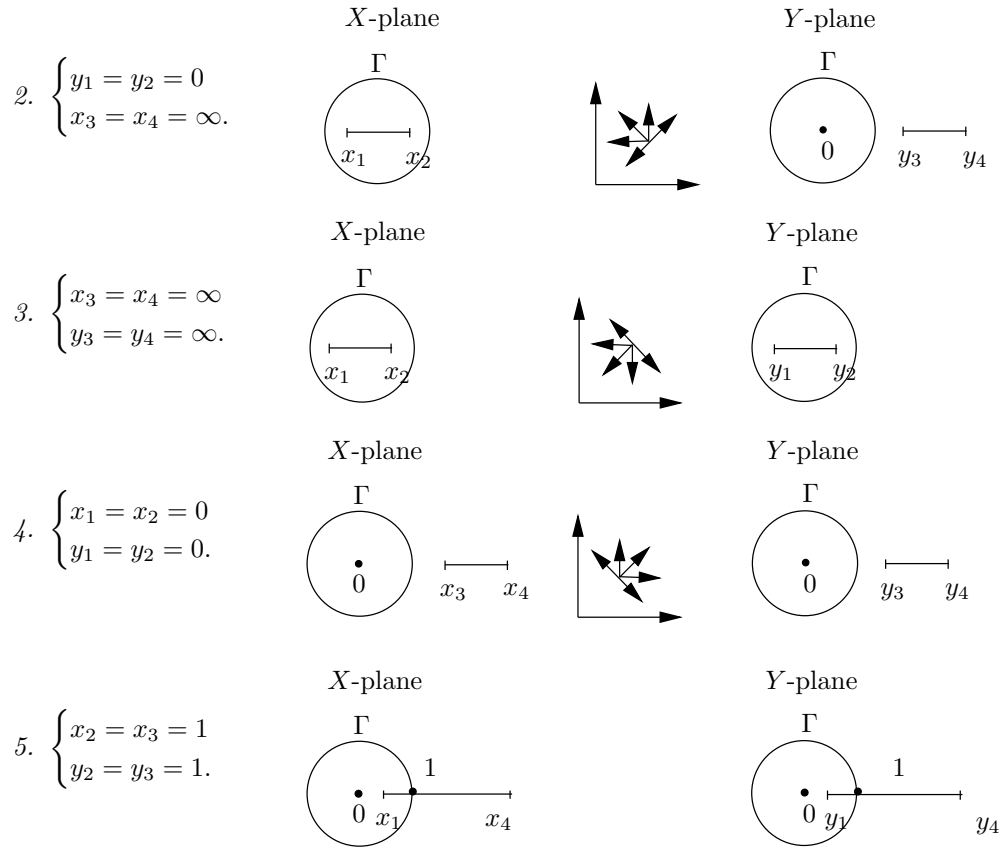 X-plane Y-plane
Γ Γ
2. { y₁ = y₂ = 0
x₃ = x₄ = ∞.
x₁ x₂ 0 y₃ y₄
X-plane Y-plane
Γ Γ
3. { x₃ = x₄ = ∞
y₃ = y₄ = ∞.
x₁ x₂ y₁ y₂
X-plane Y-plane
Γ Γ
4. { x₁ = x₂ = 0
y₁ = y₂ = 0.
0 x₃ x₄ 0 y₃ y₄
X-plane Y-plane
Γ Γ
5. { x₂ = x₃ = 1
y₂ = y₃ = 1.
1 1
0 x₁ x₄ 0 y₁ y₄